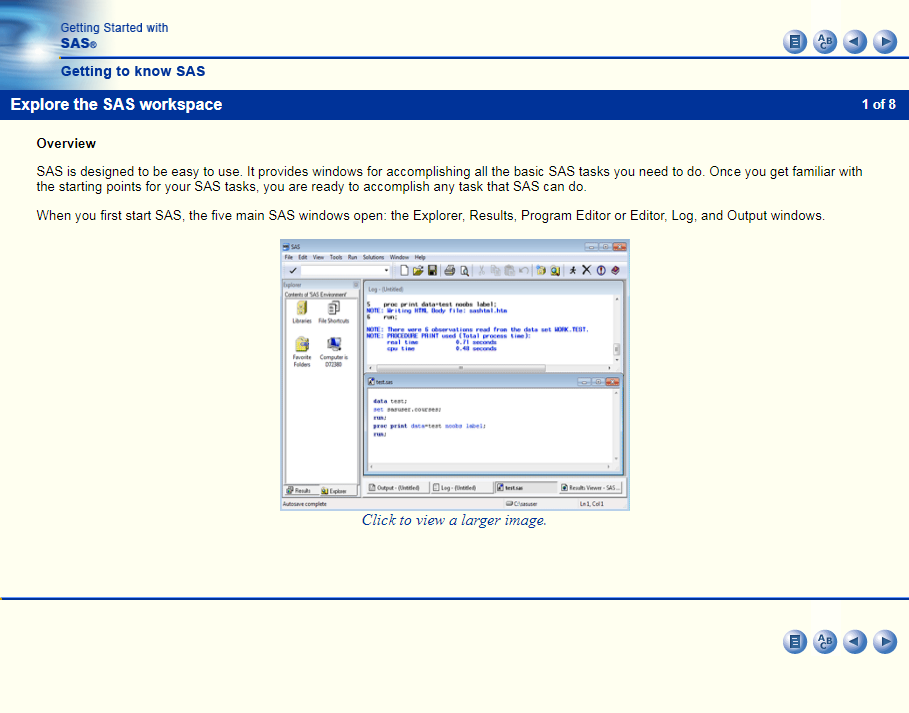 Getting Started with
SAS®
Getting to know SAS
Explore the SAS workspace
1 of 8
Overview
SAS is designed to be easy to use. It provides windows for accomplishing all the basic SAS tasks you need to do. Once you get familiar with
the starting points for your SAS tasks, you are ready to accomplish any task that SAS can do.
When you first start SAS, the five main SAS windows open: the Explorer, Results, Program Editor or Editor, Log, and Output windows.
SAS
File Edit View Tools Run Solutions Window Help
Explorer
Contents of 'SAS Environment'
Libraries File Shortcuts
Favorite Folders
Computer is D72380
Log - (Untitled)
5 proc print data=test noobs label;
NOTE: Writing HTML Body file: sashtml.htm
6 run;
NOTE: There were 6 observations read from the data set WORK.TEST.
NOTE: PROCEDURE PRINT used (Total process time):
real time 0.71 seconds
cpu time 0.48 seconds
test.sas
data test;
set sasuser.courses;
run;
proc print data=test noobs label;
run;
Results Explorer
Output - (Untitled) Log - (Untitled) test.sas Results Viewer - SAS...
Autosave complete
C:\sasuser
Ln 1, Col 1
Click to view a larger image.